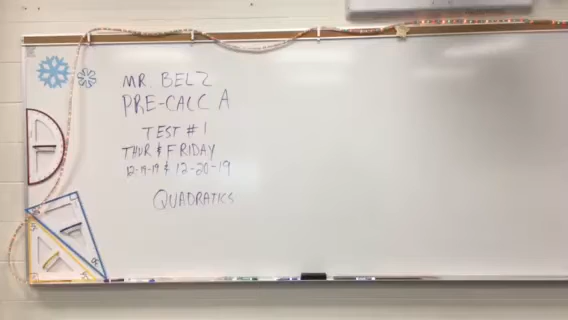 MR. BELZ
PRE-CALC A
TEST #1
THUR & FRIDAY
12-19-19 & 12-20-19
QUADRATICS